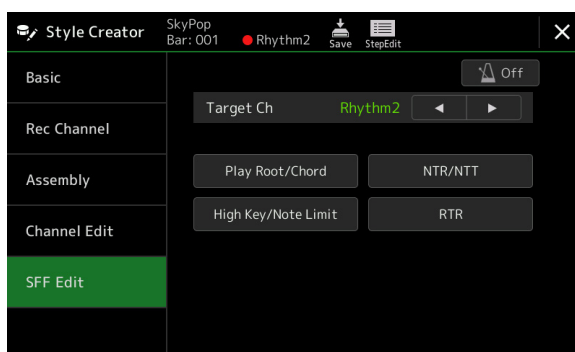 Style Creator
SkyPop
Bar: 001
Rhythm2
Save
StepEdit
Basic
Off
Target Ch
Rhythm2
Rec Channel
Assembly
Play Root/Chord
NTR/NTT
Channel Edit
High Key/Note Limit
RTR
SFF Edit